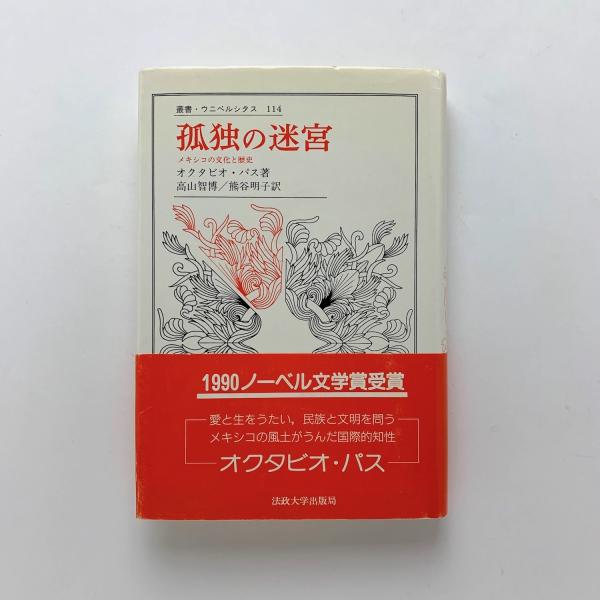 叢書・ウニベルシタス 114
孤独の迷宮
メキシコの文化と歴史
オクタビオ・パス著
高山智博／熊谷明子訳
1990ノーベル文学賞受賞
愛と生をうたい，民族と文明を問う
メキシコの風土がうんだ国際的知性
オクタビオ・パス
法政大学出版局